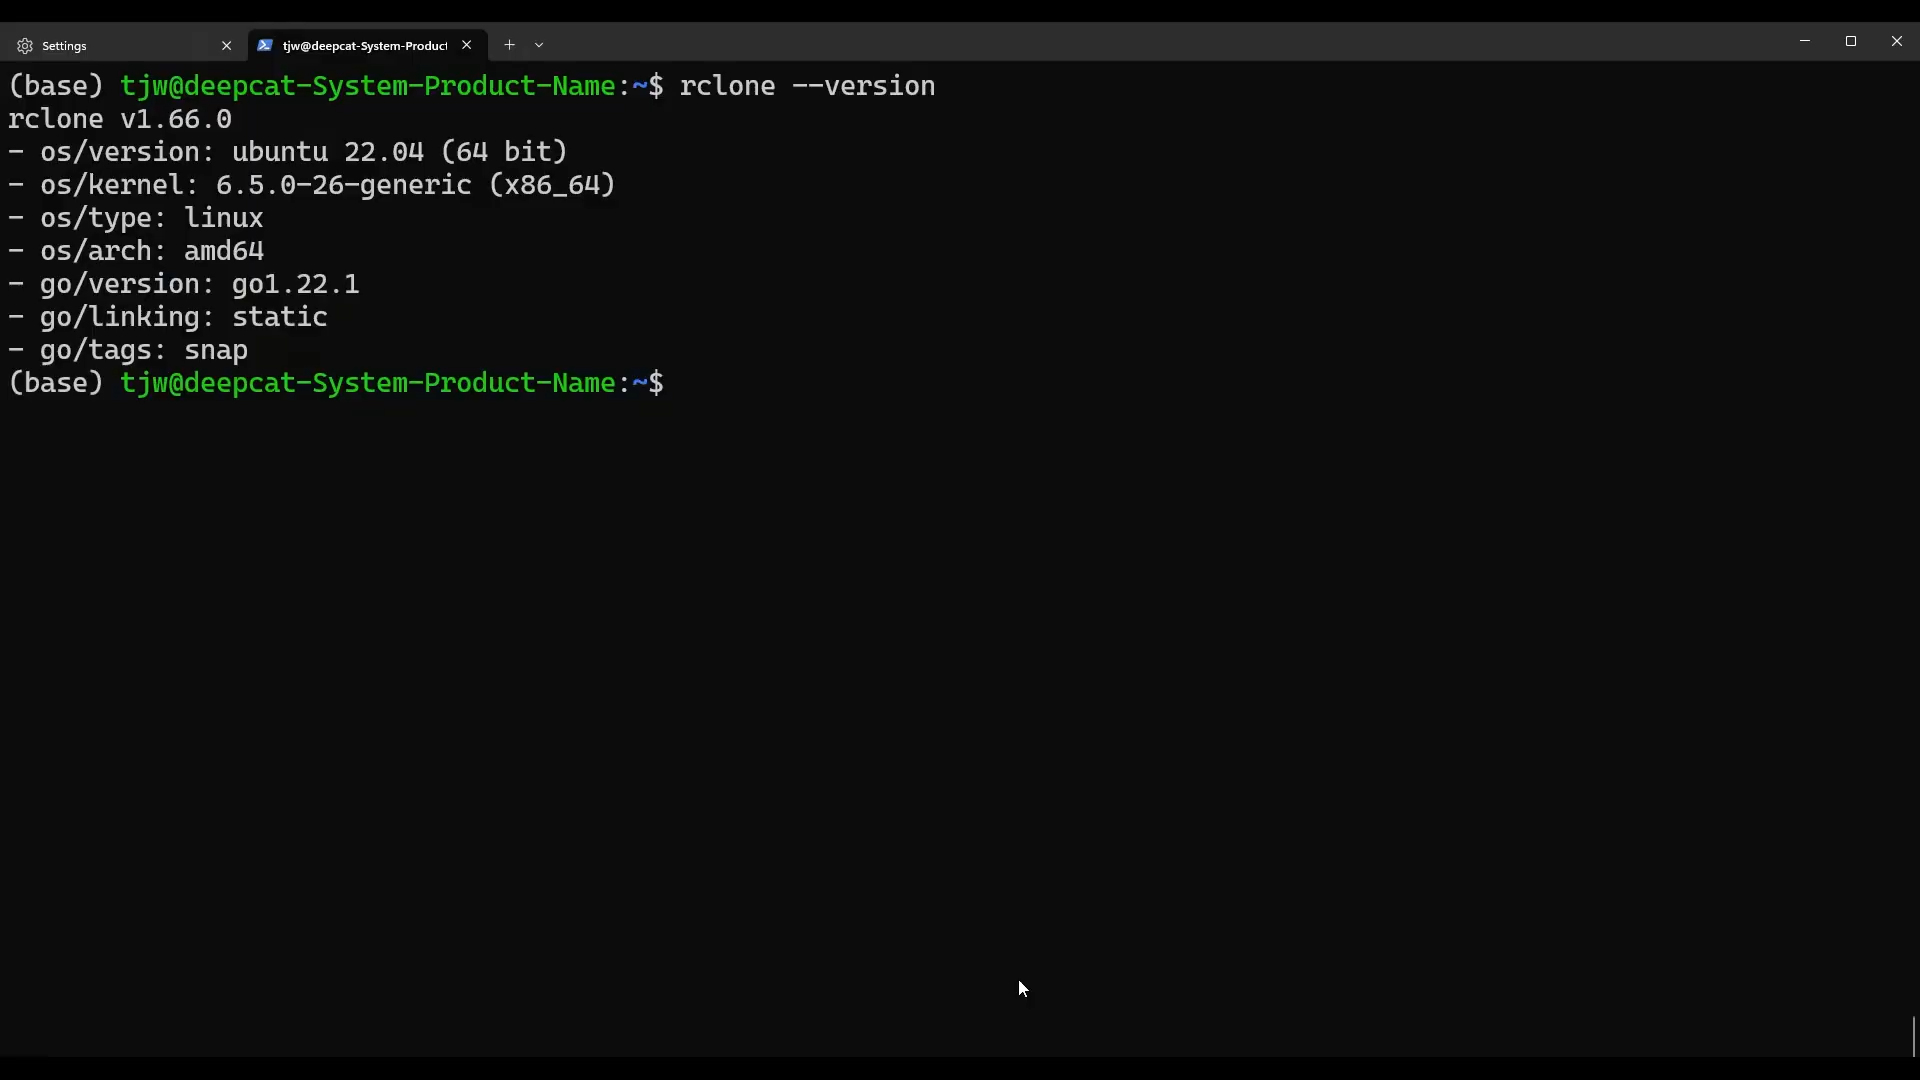 Settings
tjw@deepcat-System-Product
(base) tjw@deepcat-System-Product-Name:~$ rclone --version
rclone v1.66.0
- os/version: ubuntu 22.04 (64 bit)
- os/kernel: 6.5.0-26-generic (x86_64)
- os/type: linux
- os/arch: amd64
- go/version: go1.22.1
- go/linking: static
- go/tags: snap
(base) tjw@deepcat-System-Product-Name:~$